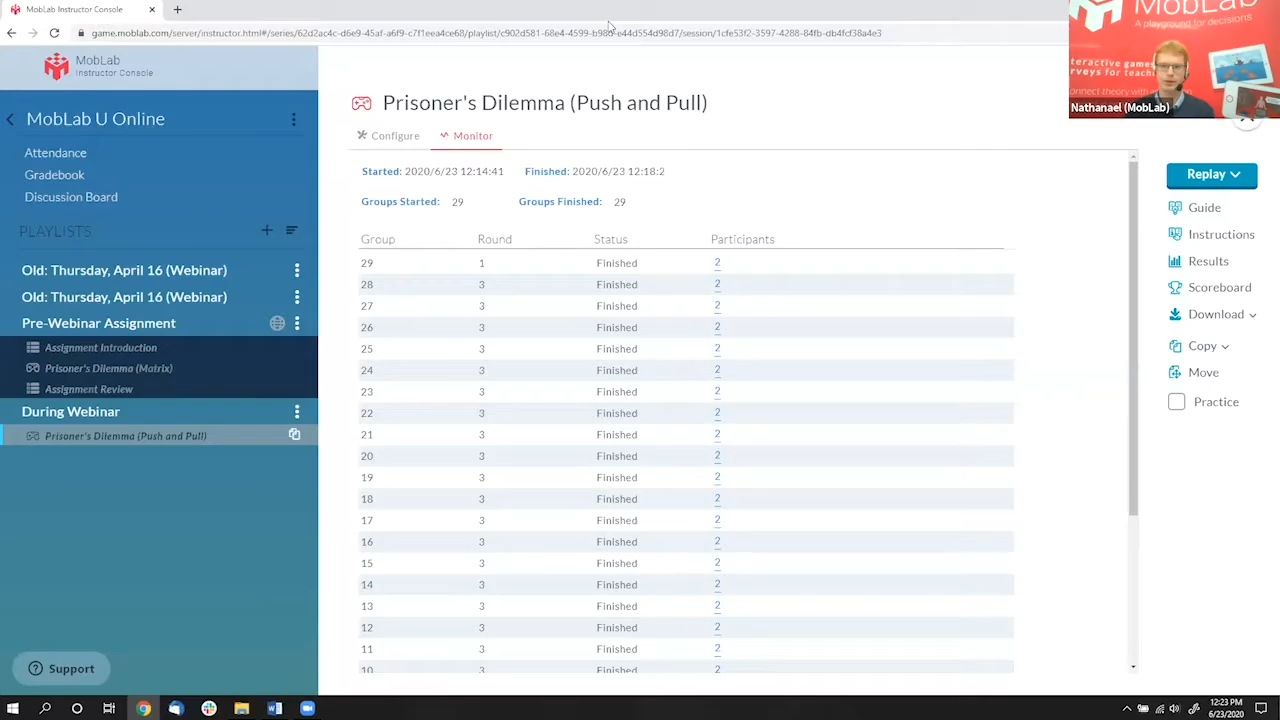 MobLab Instructor Console
game.moblab.com/server/instructor.html#/series/62d2ac4c-d6e9-45af-a6f9-c7f1eea4ce68/playlist/c902d581-68e4-4599-b98d-e44d554d98d7/session/1cfe53f2-3597-4288-84fb-db4fcf38a4e3
MobLab
Instructor Console
MobLab U Online
Attendance
Gradebook
Discussion Board
PLAYLISTS
Old: Thursday, April 16 (Webinar)
Old: Thursday, April 16 (Webinar)
Pre-Webinar Assignment
Assignment Introduction
Prisoner's Dilemma (Matrix)
Assignment Review
During Webinar
Prisoner's Dilemma (Push and Pull)
Support
Prisoner's Dilemma (Push and Pull)
Configure Monitor
Started: 2020/6/23 12:14:41 Finished: 2020/6/23 12:18:2
Groups Started: 29 Groups Finished: 29
Group Round Status Participants
29 1 Finished 2
28 3 Finished 2
27 3 Finished 2
26 3 Finished 2
25 3 Finished 2
24 3 Finished 2
23 3 Finished 2
22 3 Finished 2
21 3 Finished 2
20 3 Finished 2
19 3 Finished 2
18 3 Finished 2
17 3 Finished 2
16 3 Finished 2
15 3 Finished 2
14 3 Finished 2
13 3 Finished 2
12 3 Finished 2
11 3 Finished 2
10 3 Finished 2
MobLab
A playground for decisions
Nathanael (MobLab)
Replay
Guide
Instructions
Results
Scoreboard
Download
Copy
Move
Practice
12:23 PM
6/23/2020